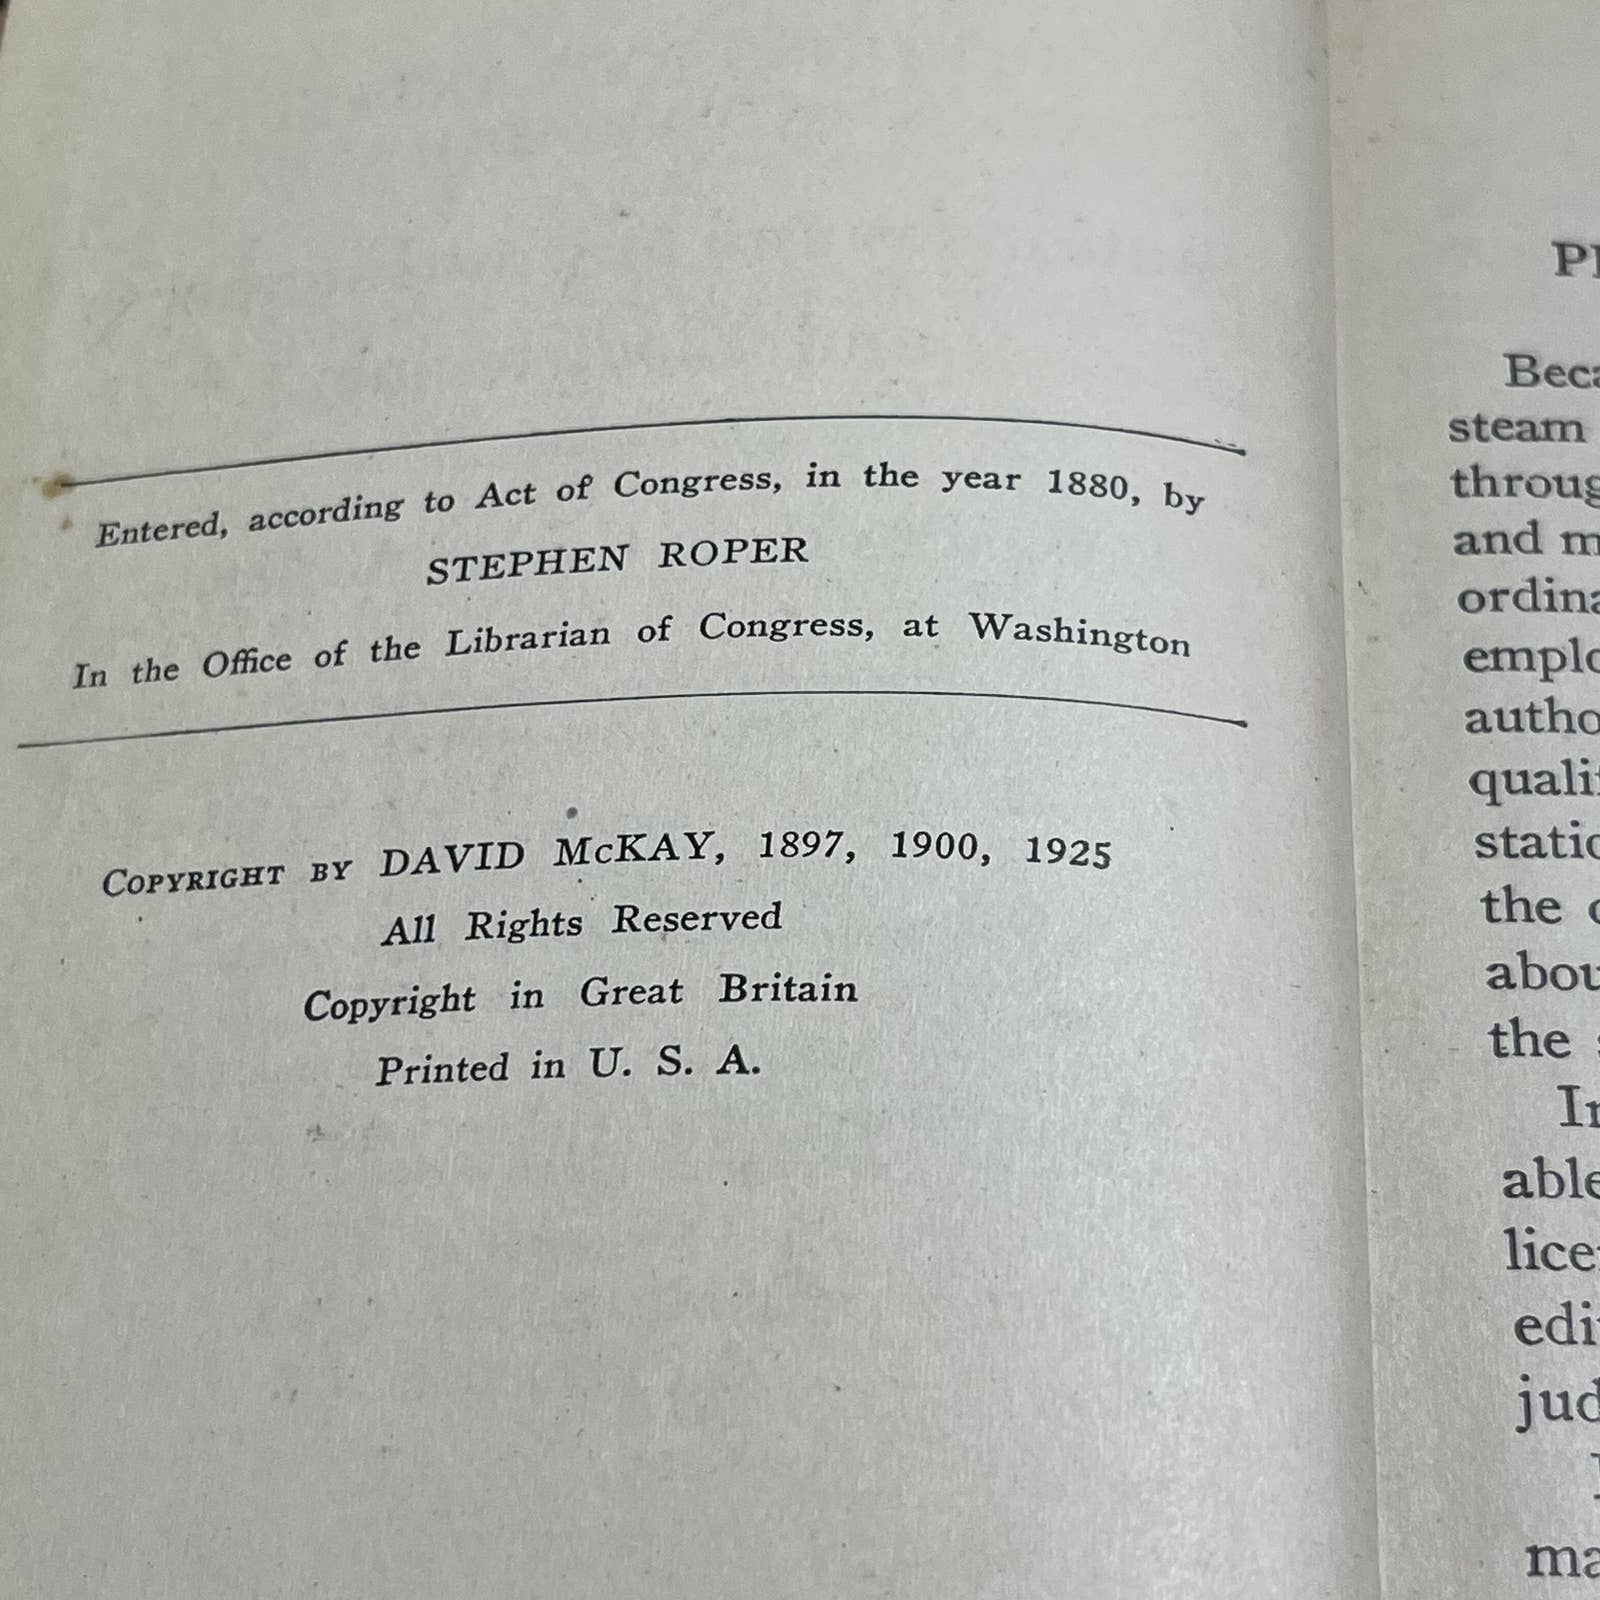 Entered, according to Act of Congress, in the year 1880, by
STEPHEN ROPER
In the Office of the Librarian of Congress, at Washington
COPYRIGHT BY DAVID McKAY, 1897, 1900, 1925
All Rights Reserved
Copyright in Great Britain
Printed in U. S. A.
steam
and
the
the